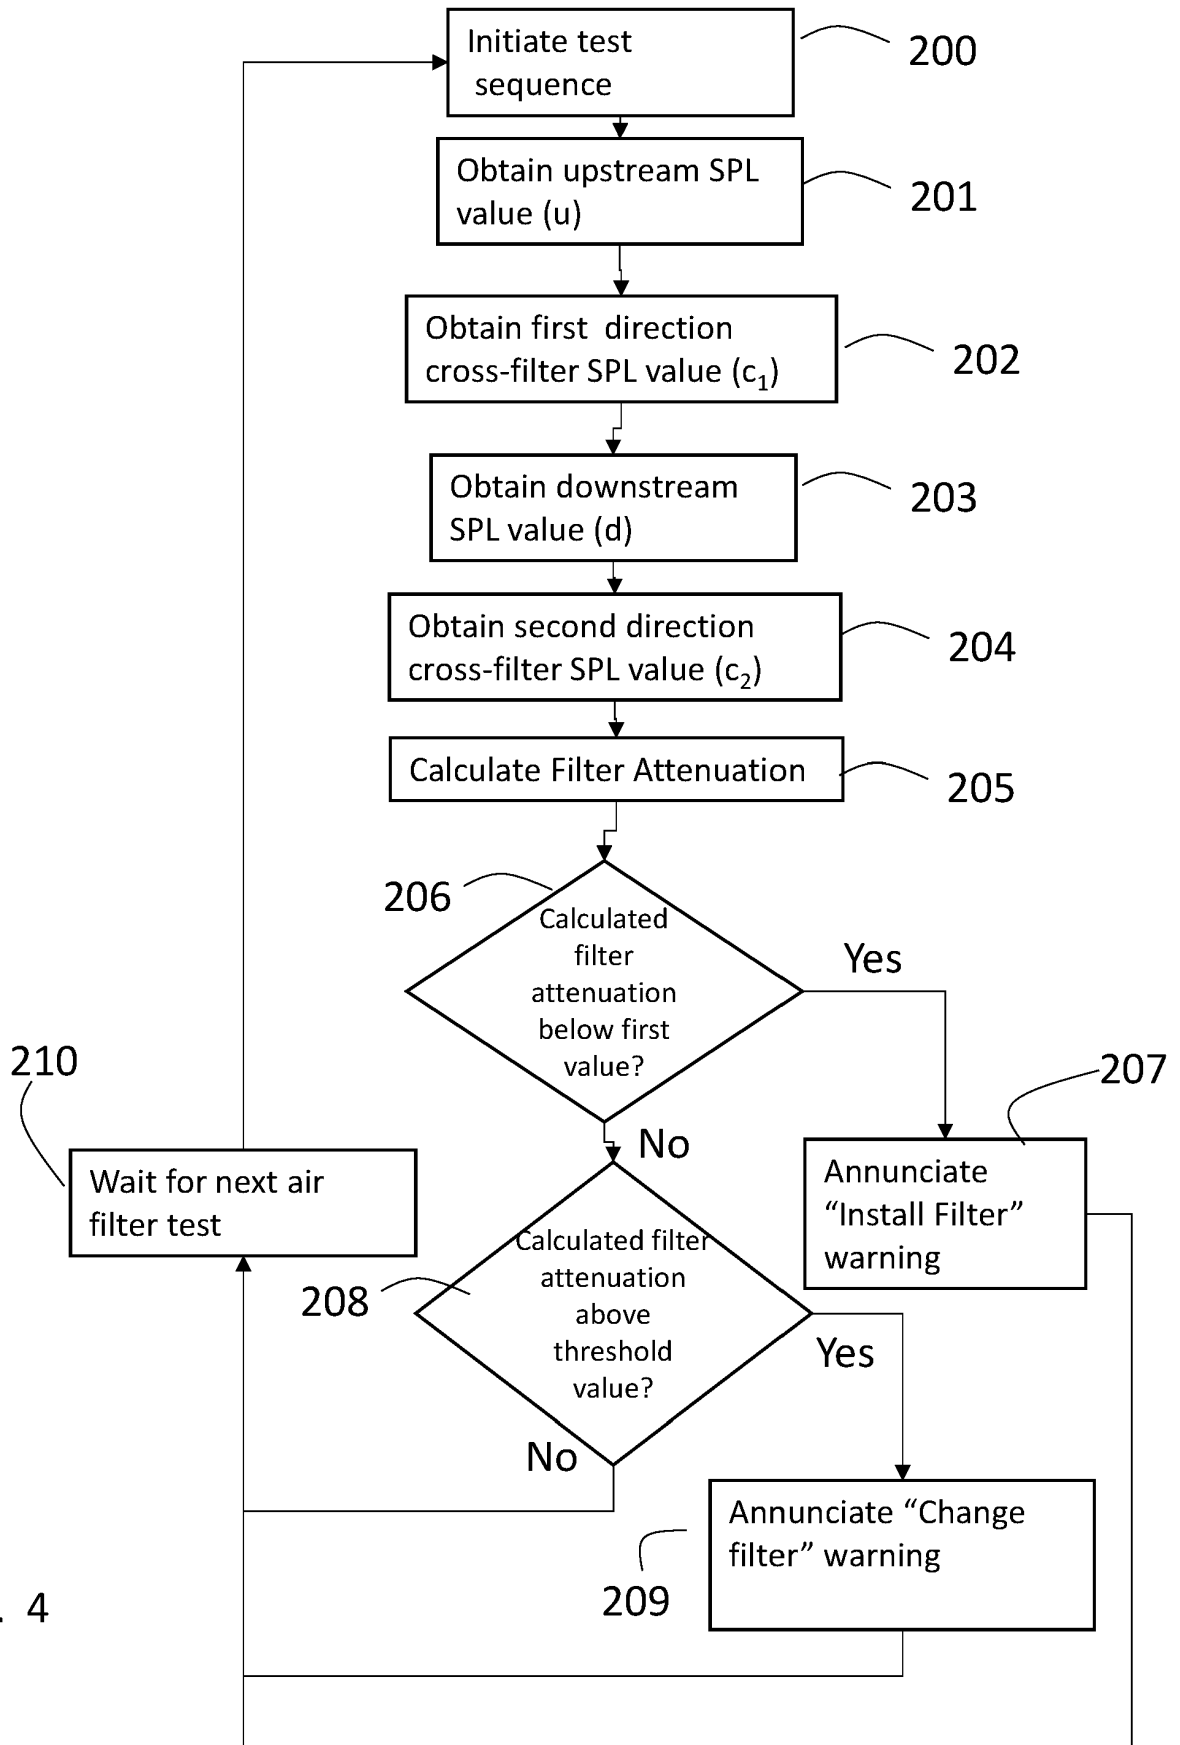 Initiate test
sequence
200
Obtain upstream SPL
value (u)
201
Obtain first direction
cross-filter SPL value (c1)
202
Obtain downstream
SPL value (d)
203
Obtain second direction
cross-filter SPL value (c2)
204
Calculate Filter Attenuation
205
206
Calculated
filter
attenuation
below first
value?
Yes
210
207
No
Wait for next air
filter test
Annunciate
“Install Filter”
warning
208
Calculated filter
attenuation
above
threshold
value?
Yes
No
Annunciate “Change
filter” warning
209
. 4